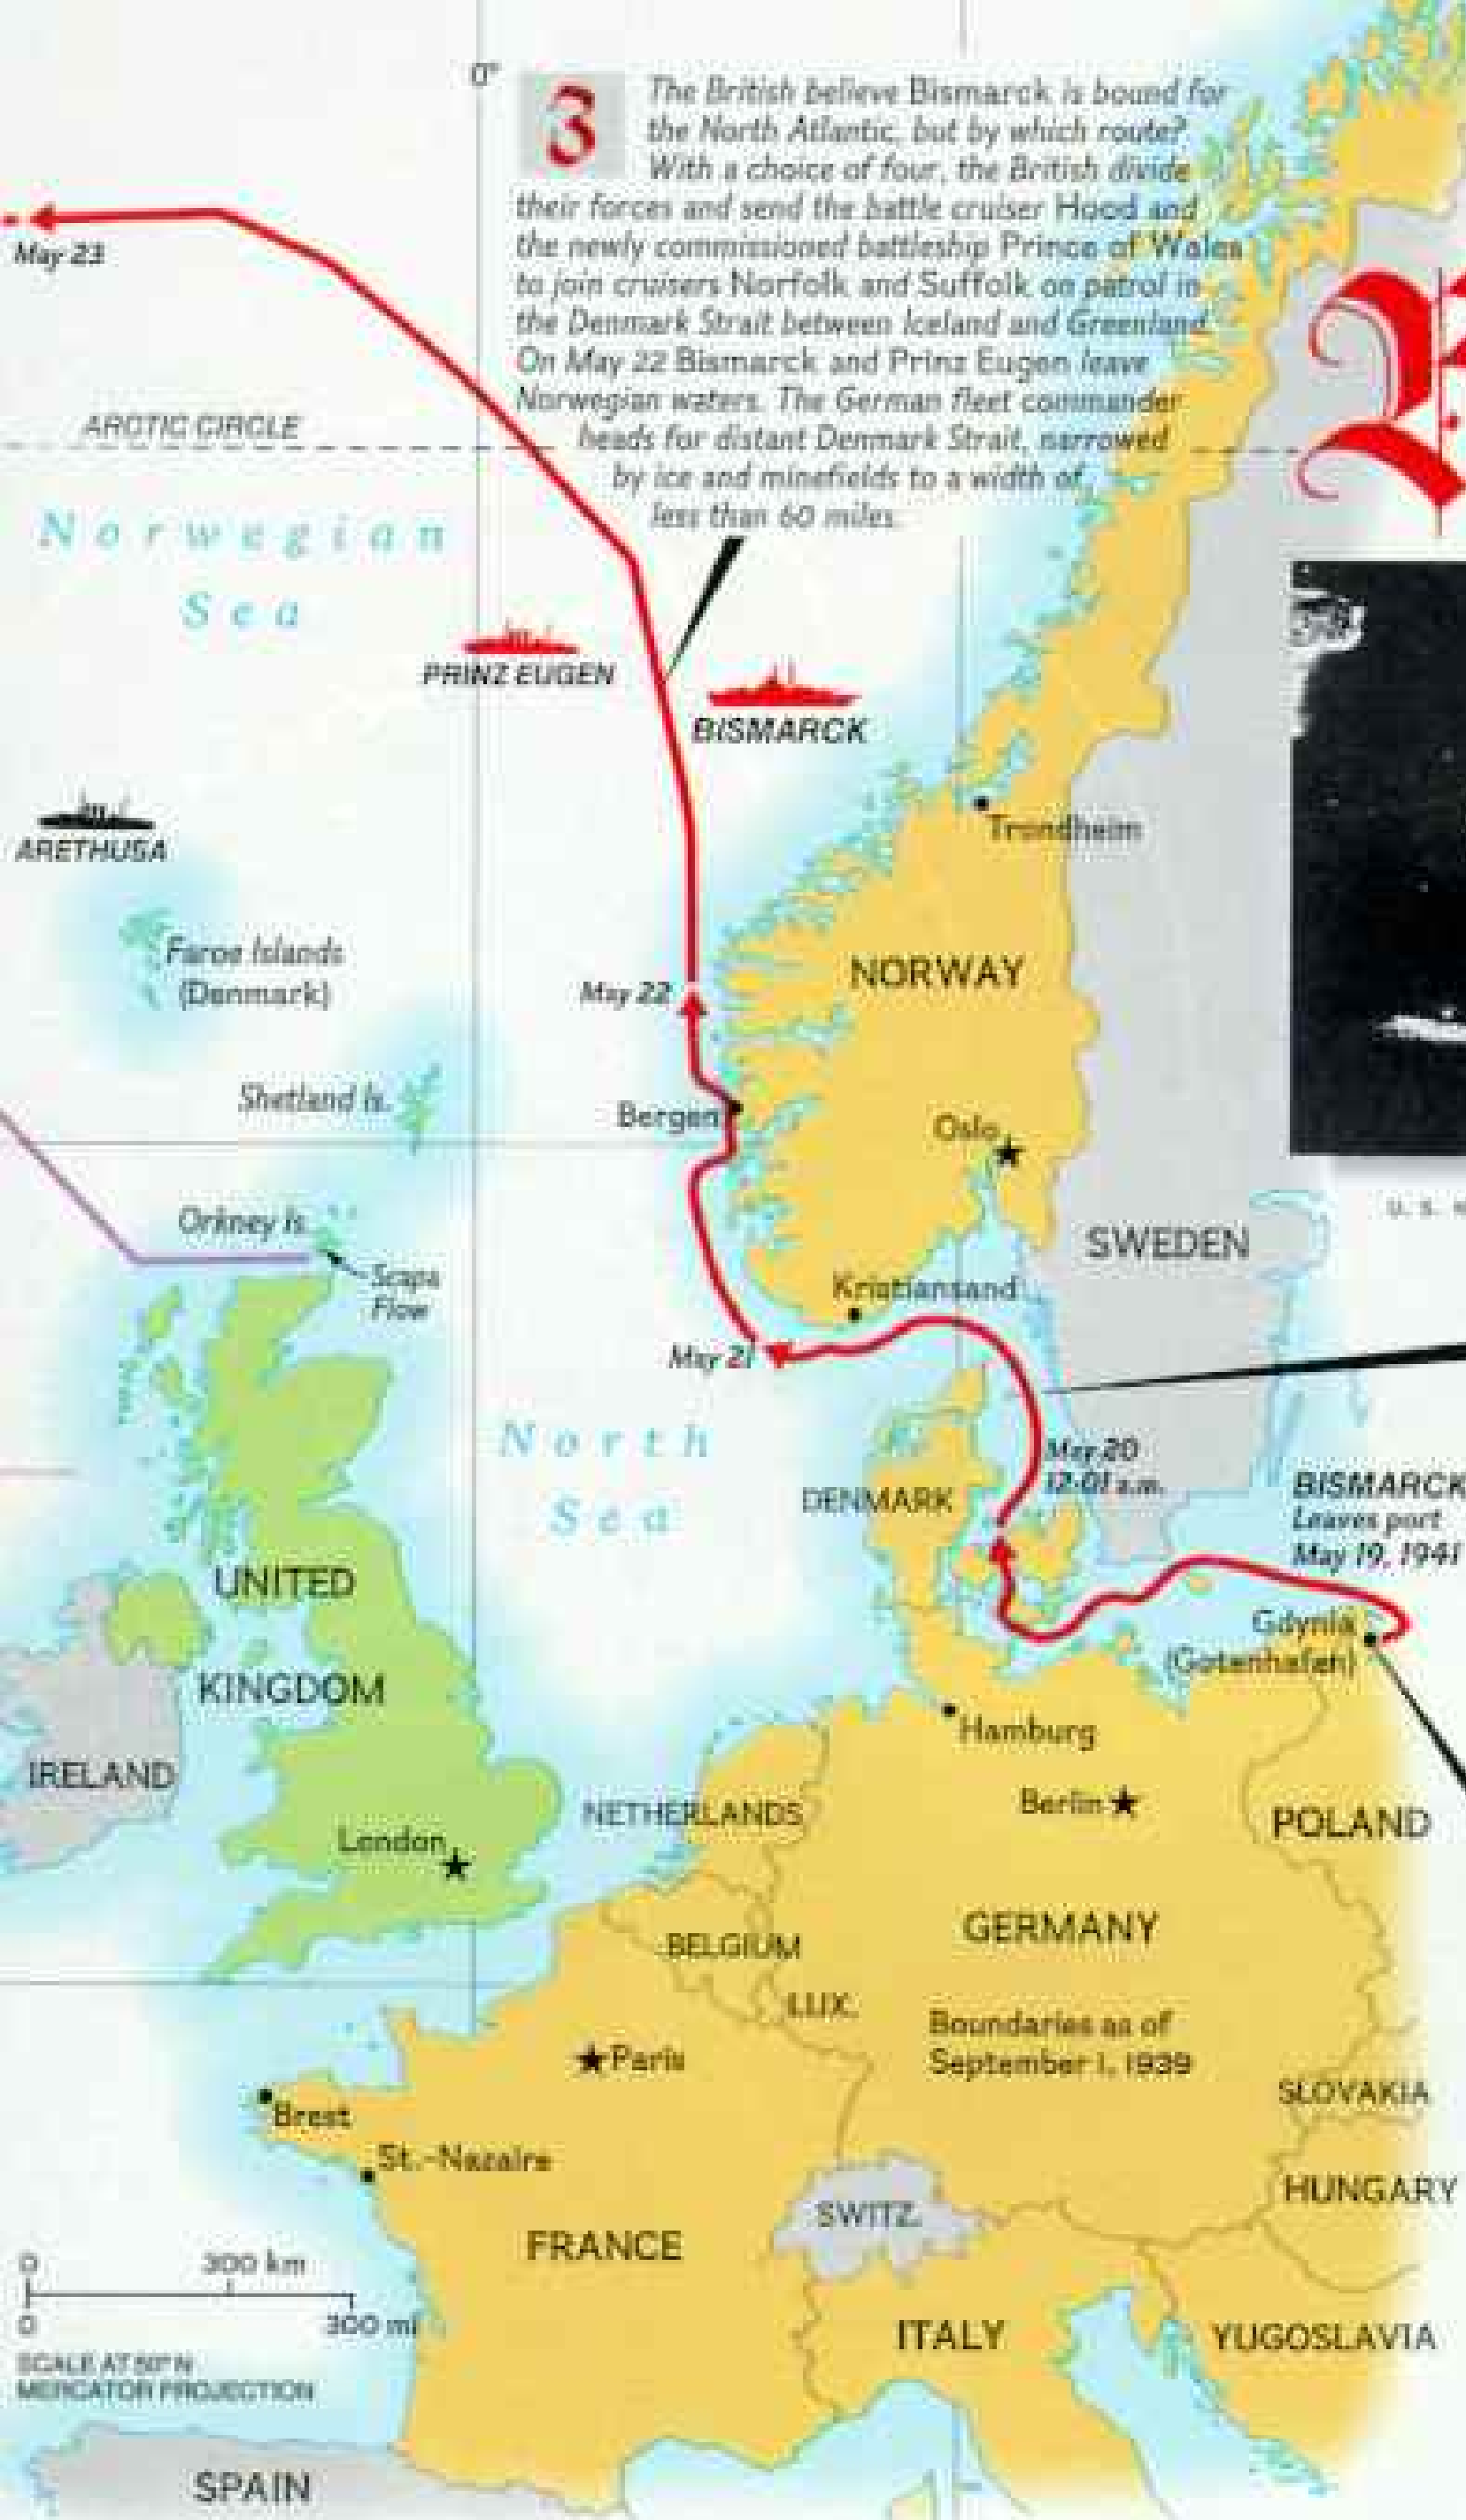 0°
3
The British believe Bismarck is bound for
the North Atlantic, but by which route?
With a choice of four, the British divide
their forces and send the battle cruiser Hood and
the newly commissioned battleship Prince of Wales
to join cruisers Norfolk and Suffolk on patrol in
the Denmark Strait between Iceland and Greenland.
On May 22 Bismarck and Prinz Eugen leave
Norwegian waters. The German fleet commander
heads for distant Denmark Strait, narrowed
by ice and minefields to a width of
less than 60 miles.
May 23
ARCTIC CIRCLE
Norwegian
Sea
PRINZ EUGEN
BISMARCK
ARETHUSA
Trondheim
Faroe Islands
(Denmark)
NORWAY
May 22
Shetland Is.
Bergen
Oslo
Orkney Is.
U. S.
Scapa
Flow
SWEDEN
Kristiansand
May 21
North
Sea
May 20
12:01 a.m.
DENMARK
BISMARCK
Leaves port
May 19, 1941
UNITED
KINGDOM
Gdynia
(Gotenhafen)
Hamburg
IRELAND
NETHERLANDS
Berlin
POLAND
London
GERMANY
BELGIUM
LUX.
Boundaries as of
September 1, 1939
Paris
SLOVAKIA
Brest
St.-Nazaire
HUNGARY
SWITZ.
FRANCE
0 300 km
0 300 mi
ITALY
YUGOSLAVIA
SCALE AT 50° N
MERCATOR PROJECTION
SPAIN